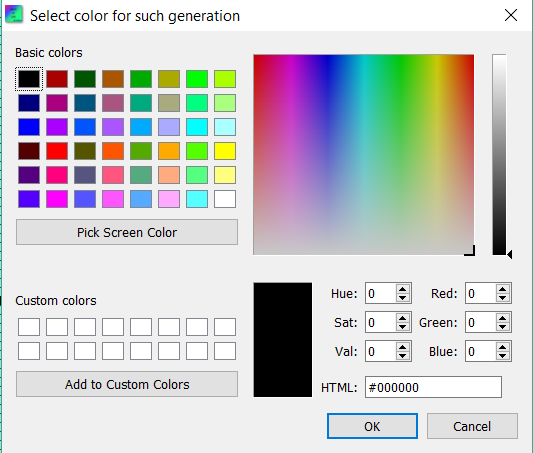 Select color for such generation
Basic colors
Pick Screen Color
Custom colors
Add to Custom Colors
Hue: 0 Red: 0
Sat: 0 Green: 0
Val: 0 Blue: 0
HTML: #000000
OK Cancel